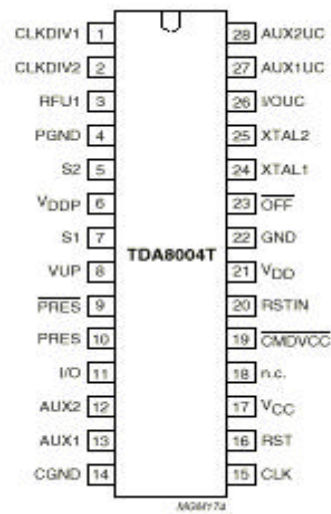 CLKDIV1 1 28 AUX2UC
CLKDIV2 2 27 AUX1UC
RFU1 3 26 I/OUC
PGND 4 25 XTAL2
S2 5 24 XTAL1
VDDP 6 23 OFF
S1 7 22 GND
TDA8004T
VUP 8 21 VDD
PRES 9 20 RSTIN
PRES 10 19 CMDVCC
I/O 11 18 n.c.
AUX2 12 17 VCC
AUX1 13 16 RST
CGND 14 15 CLK
MGM174